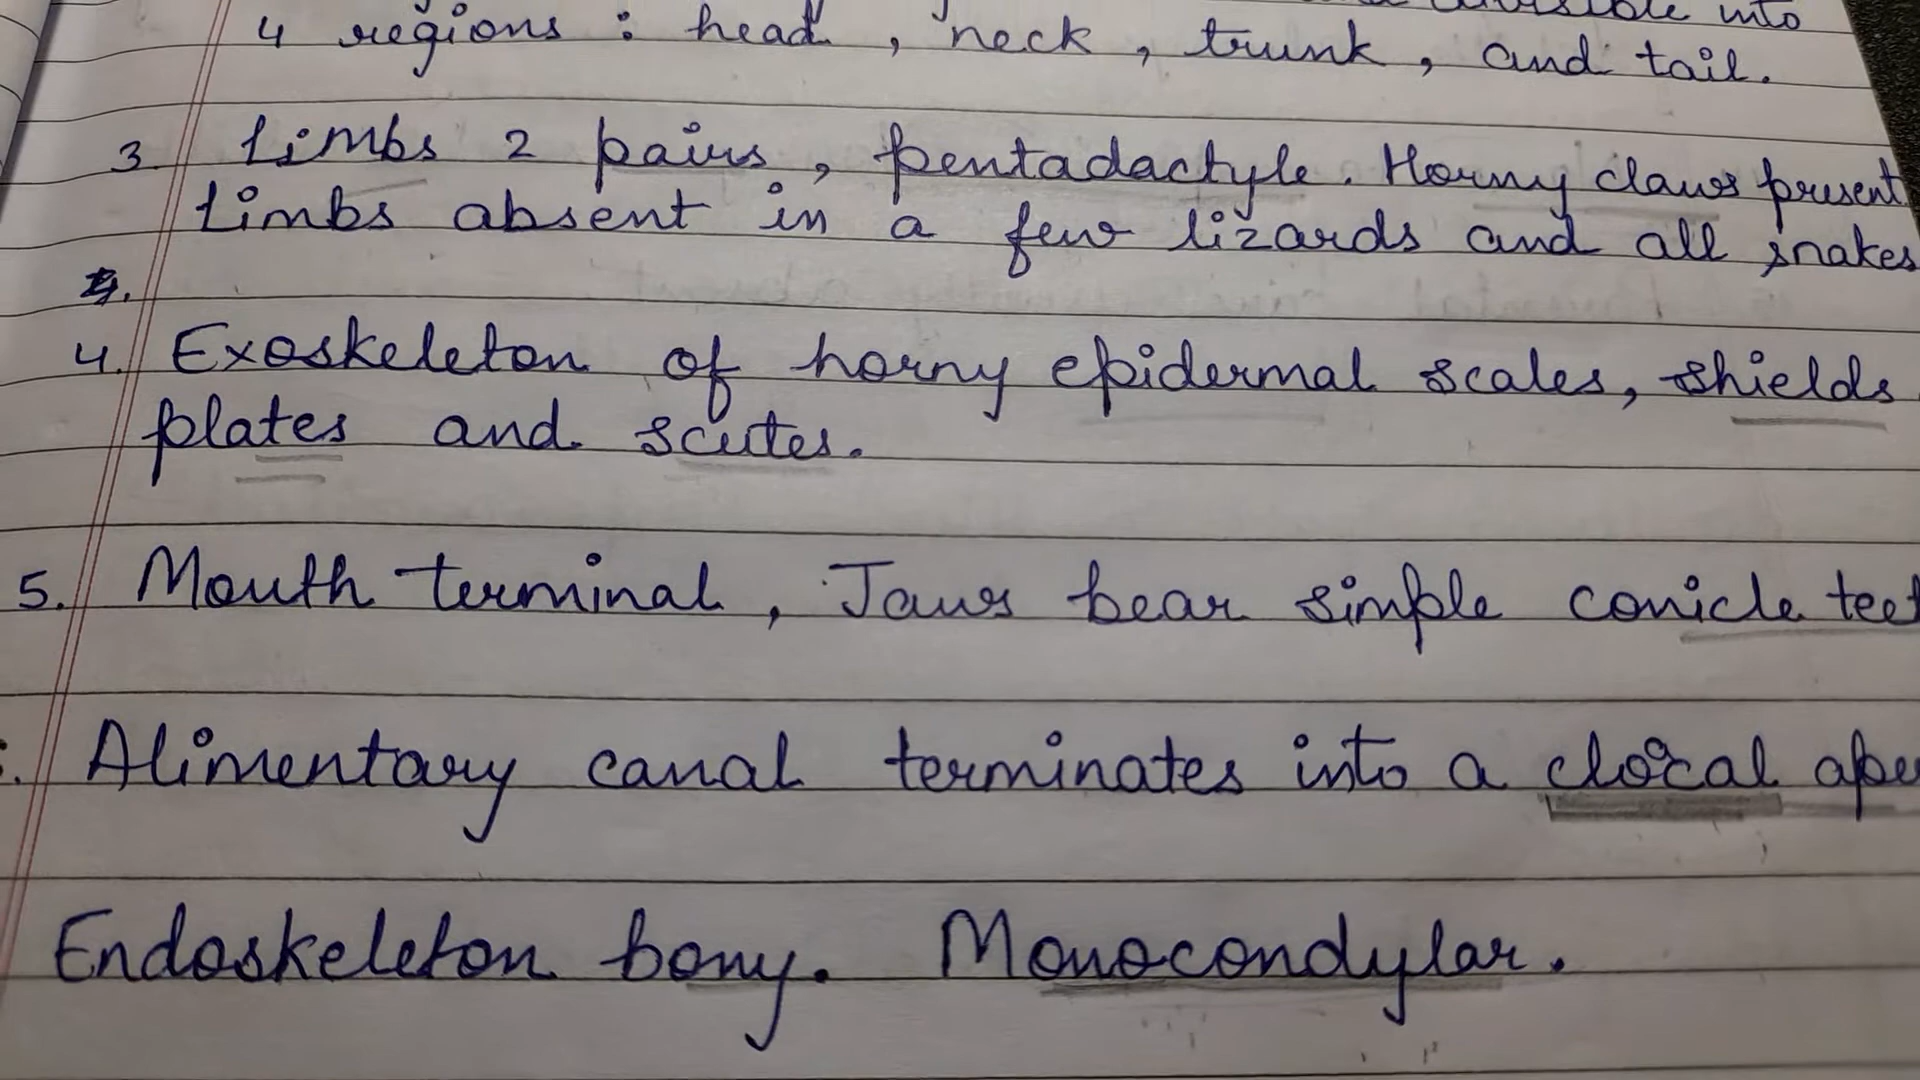 into
4 regions : head , neck , trunk , and tail.
3. Limbs 2 pairs , pentadactyle. Horny claws present
Limbs absent in a few lizards and all snakes
4. Exoskeleton of horny epidermal scales, shields
plates and scutes.
5. Mouth terminal , Jaws bear simple conicle teet
Alimentary canal terminates into a clocal ape
Endoskeleton bony. Monocondylar.